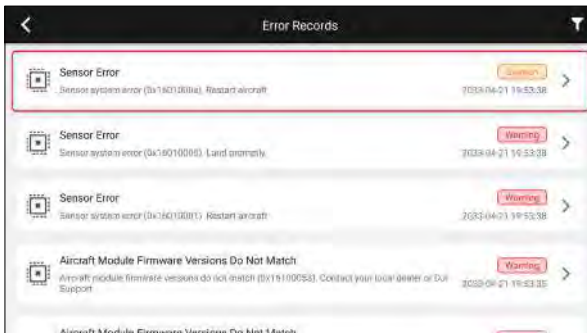 Error Records
Sensor Error
Sensor system error (0x1601000a). Restart aircraft
2023-04-21 19:53:38
Sensor Error
Warning
Sensor system error Land promptly.
2023-04-21 19:53:38
Sensor Error
Warning
Sensor system error Restart aircraft
2023-04-21 19:53:38
Aircraft Module Firmware Versions Do Not Match
Warning
Aircraft module firmware versions do not match Contact your local dealer or DJI
Support
2023-04-21 19:53:35
Aircraft Module Firmware Versions Do Not Match